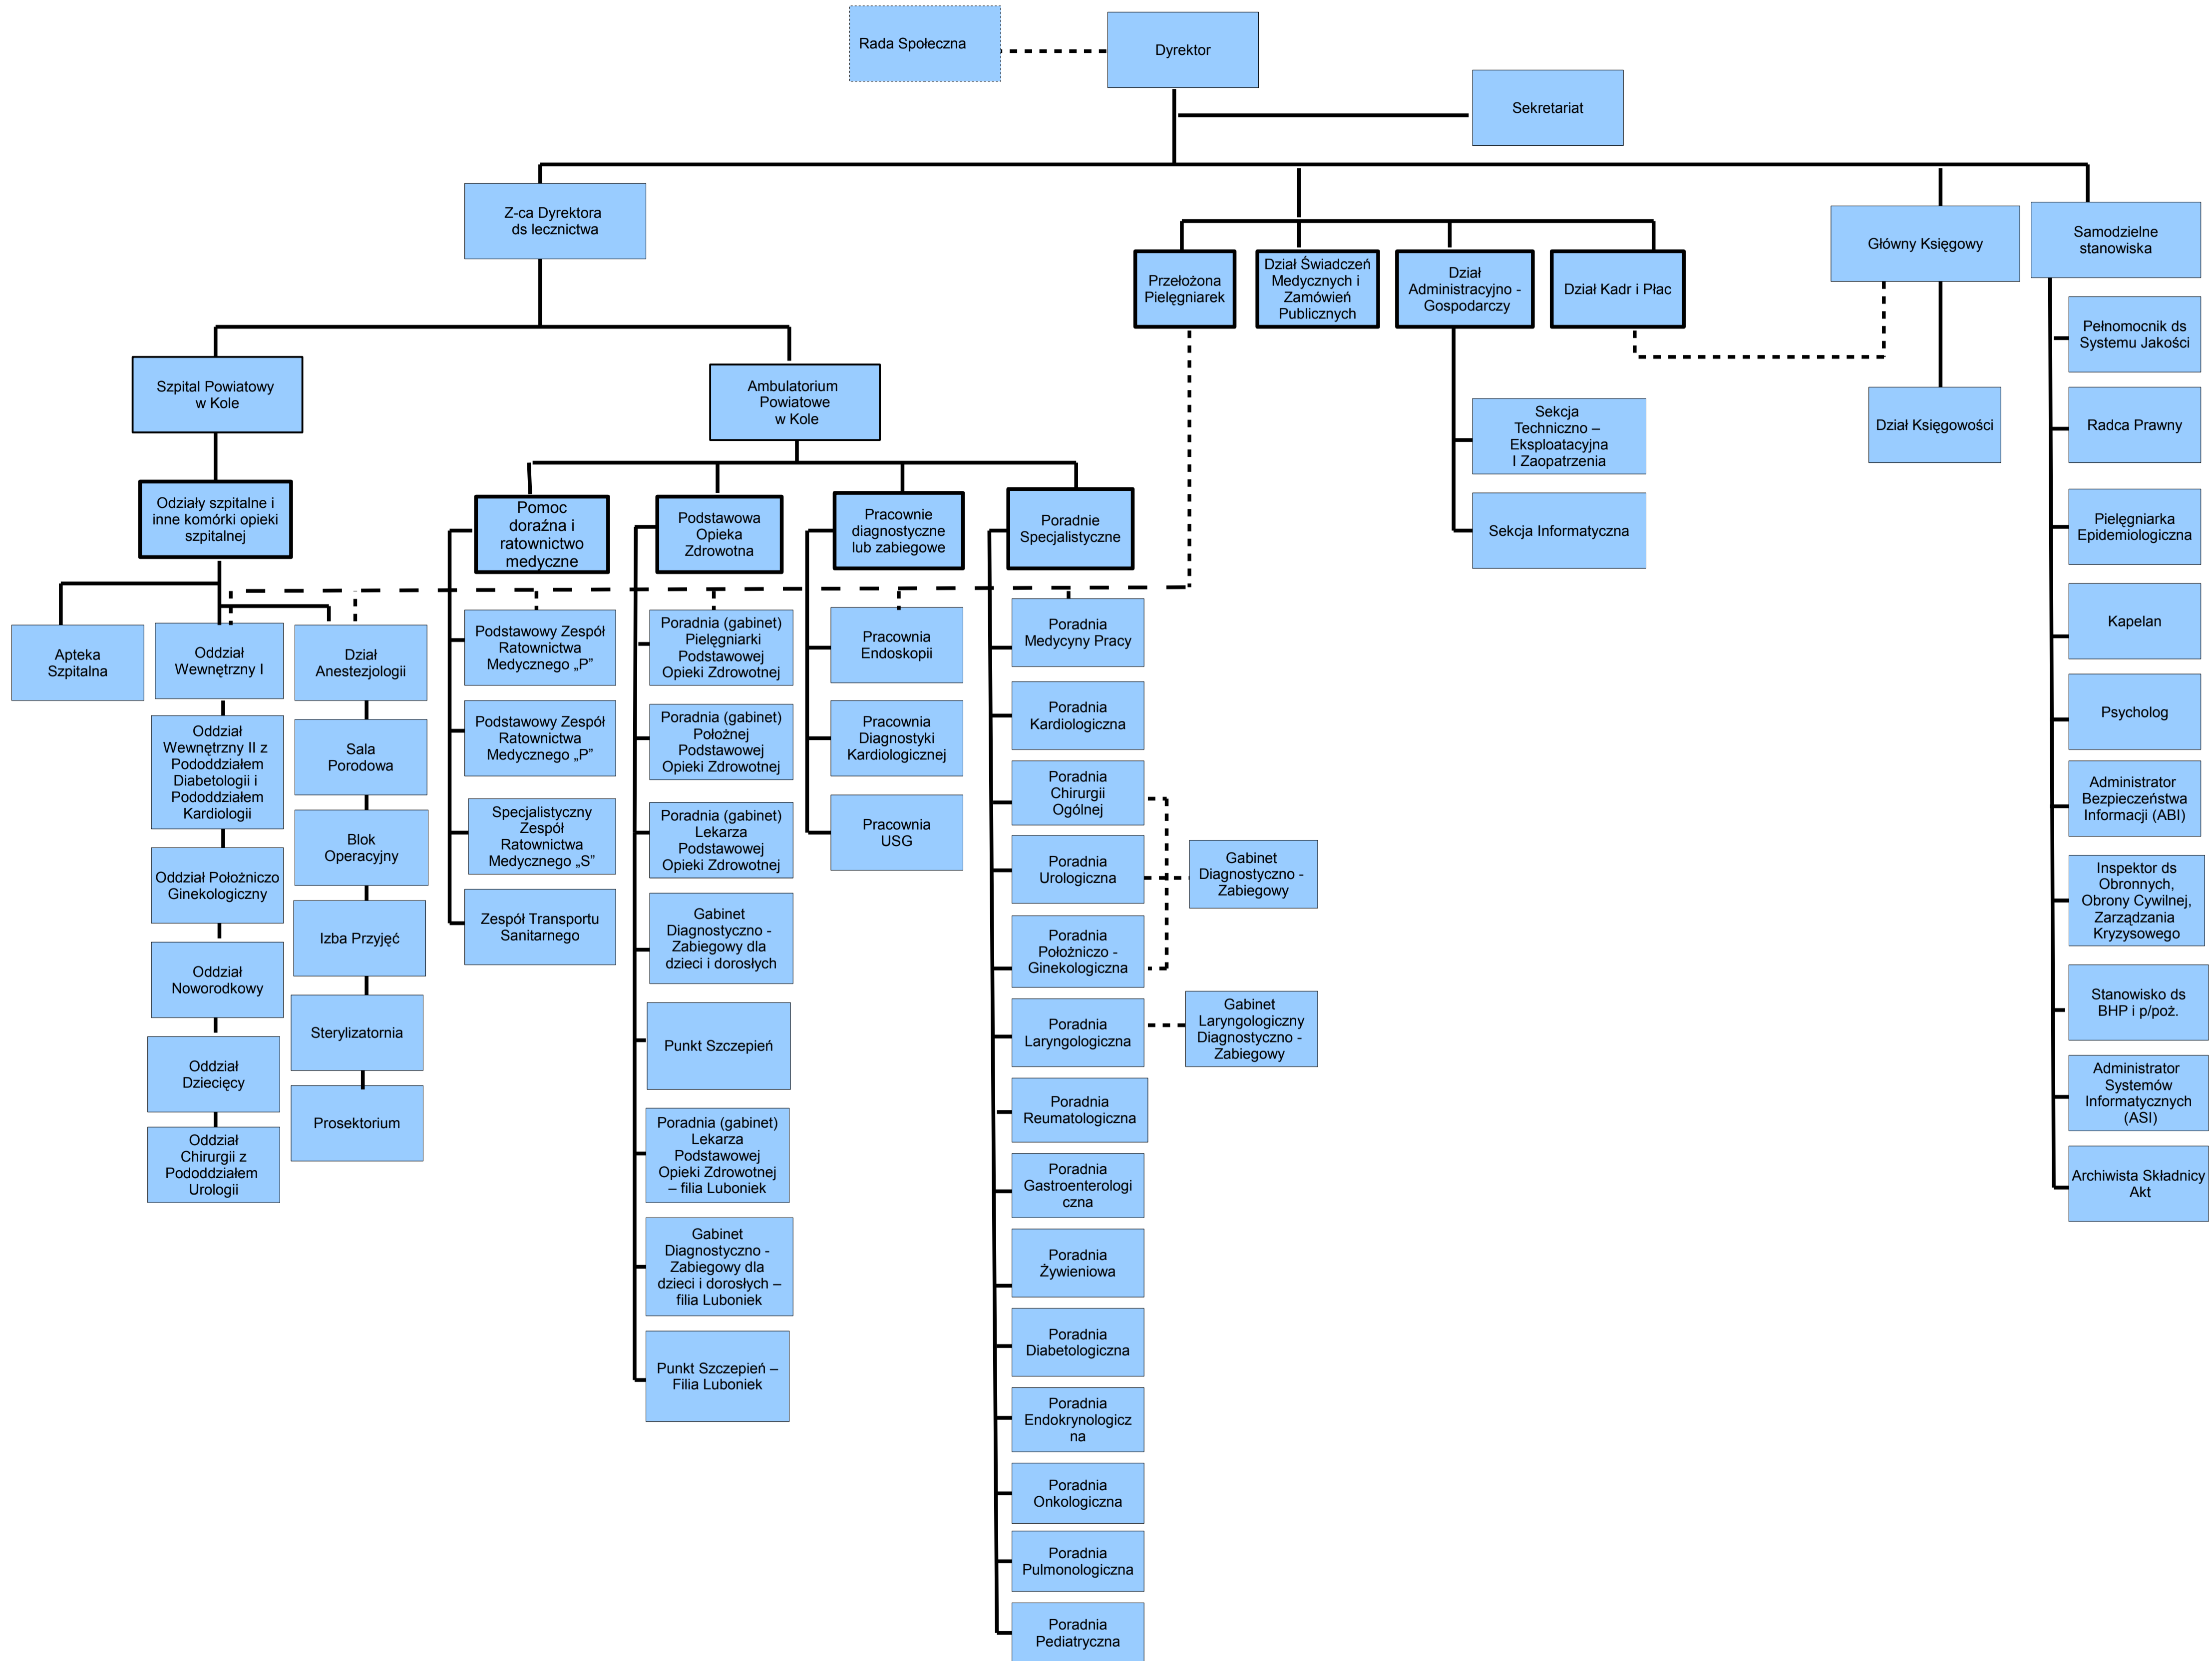 Rada Społeczna
Dyrektor
Sekretariat
Z-ca Dyrektora
ds lecznictwa
Główny Księgowy
Samodzielne
stanowiska
Przełożona
Pielęgniarek
Dział Świadczeń
Medycznych i
Zamówień
Publicznych
Dział
Administracyjno -
Gospodarczy
Dział Kadr i Płac
Szpital Powiatowy
w Kole
Ambulatorium
Powiatowe
w Kole
Sekcja
Techniczno –
Eksploatacyjna
I Zaopatrzenia
Sekcja Informatyczna
Dział Księgowości
Odziały szpitalne i
inne komórki opieki
szpitalnej
Pomoc
doraźna i
ratownictwo
medyczne
Podstawowa
Opieka
Zdrowotna
Pracownie
diagnostyczne
lub zabiegowe
Poradnie
Specjalistyczne
Apteka
Szpitalna
Oddział
Wewnętrzny I
Oddział
Wewnętrzny II z
Pododdziałem
Diabetologii i
Pododdziałem
Kardiologii
Oddział Położniczo
Ginekologiczny
Oddział
Noworodkowy
Oddział
Dziecięcy
Oddział
Chirurgii z
Pododdziałem
Urologii
Dział
Anestezjologii
Sala
Porodowa
Blok
Operacyjny
Izba Przyjęć
Sterylizatornia
Prosektorium
Podstawowy Zespół
Ratownictwa
Medycznego „P”
Podstawowy Zespół
Ratownictwa
Medycznego „P”
Specjalistyczny
Zespół
Ratownictwa
Medycznego „S”
Zespół Transportu
Sanitarnego
Poradnia (gabinet)
Pielęgniarki
Podstawowej
Opieki Zdrowotnej
Poradnia (gabinet)
Położnej
Podstawowej
Opieki Zdrowotnej
Poradnia (gabinet)
Lekarza
Podstawowej
Opieki Zdrowotnej
Gabinet
Diagnostyczno -
Zabiegowy dla
dzieci i dorosłych
Punkt Szczepień
Poradnia (gabinet)
Lekarza
Podstawowej
Opieki Zdrowotnej
– filia Luboniek
Gabinet
Diagnostyczno -
Zabiegowy dla
dzieci i dorosłych –
filia Luboniek
Punkt Szczepień –
Filia Luboniek
Pracownia
Endoskopii
Pracownia
Diagnostyki
Kardiologicznej
Pracownia
USG
Poradnia
Medycyny Pracy
Poradnia
Kardiologiczna
Poradnia
Chirurgii
Ogólnej
Poradnia
Urologiczna
Poradnia
Położniczo -
Ginekologiczna
Poradnia
Laryngologiczna
Poradnia
Reumatologiczna
Poradnia
Gastroenterologi
czna
Poradnia
Żywieniowa
Poradnia
Diabetologiczna
Poradnia
Endokrynologicz
na
Poradnia
Onkologiczna
Poradnia
Pulmonologiczna
Poradnia
Pediatryczna
Gabinet
Diagnostyczno -
Zabiegowy
Gabinet
Laryngologiczny
Diagnostyczno -
Zabiegowy
Pełnomocnik ds
Systemu Jakości
Radca Prawny
Pielęgniarka
Epidemiologiczna
Kapelan
Psycholog
Administrator
Bezpieczeństwa
Informacji (ABI)
Inspektor ds
Obronnych,
Obrony Cywilnej,
Zarządzania
Kryzysowego
Stanowisko ds
BHP i p/poż.
Administrator
Systemów
Informatycznych
(ASI)
Archiwista Składnicy
Akt